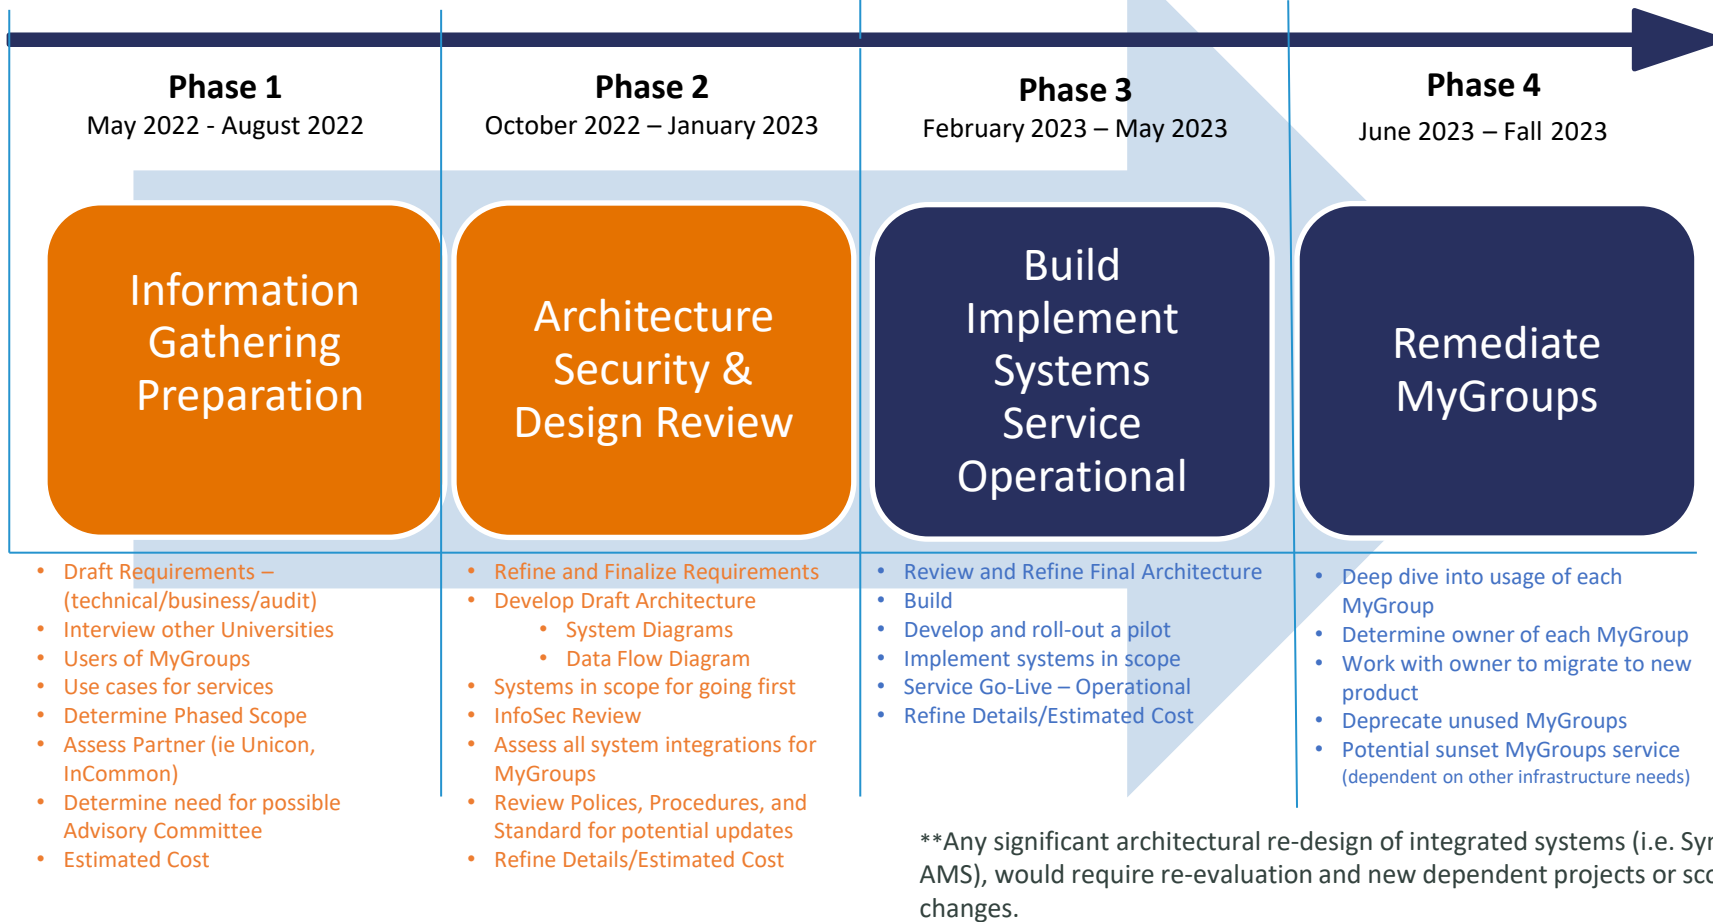 Phase 1
May 2022 - August 2022
Phase 2
October 2022 – January 2023
Phase 3
February 2023 – May 2023
Phase 4
June 2023 – Fall 2023
Information
Gathering
Preparation
Architecture
Security &
Design Review
Build
Implement
Systems
Service
Operational
Remediate
MyGroups
• Draft Requirements –
(technical/business/audit)
• Interview other Universities
• Users of MyGroups
• Use cases for services
• Determine Phased Scope
• Assess Partner (ie Unicon,
InCommon)
• Determine need for possible
Advisory Committee
• Estimated Cost
• Refine and Finalize Requirements
• Develop Draft Architecture
• System Diagrams
• Data Flow Diagram
• Systems in scope for going first
• InfoSec Review
• Assess all system integrations for
MyGroups
• Review Polices, Procedures, and
Standard for potential updates
• Refine Details/Estimated Cost
• Review and Refine Final Architecture
• Build
• Develop and roll-out a pilot
• Implement systems in scope
• Service Go-Live – Operational
• Refine Details/Estimated Cost
• Deep dive into usage of each
MyGroup
• Determine owner of each MyGroup
• Work with owner to migrate to new
product
• Deprecate unused MyGroups
• Potential sunset MyGroups service
(dependent on other infrastructure needs)
**Any significant architectural re-design of integrated systems (i.e.
AMS), would require re-evaluation and new dependent projects or
changes.